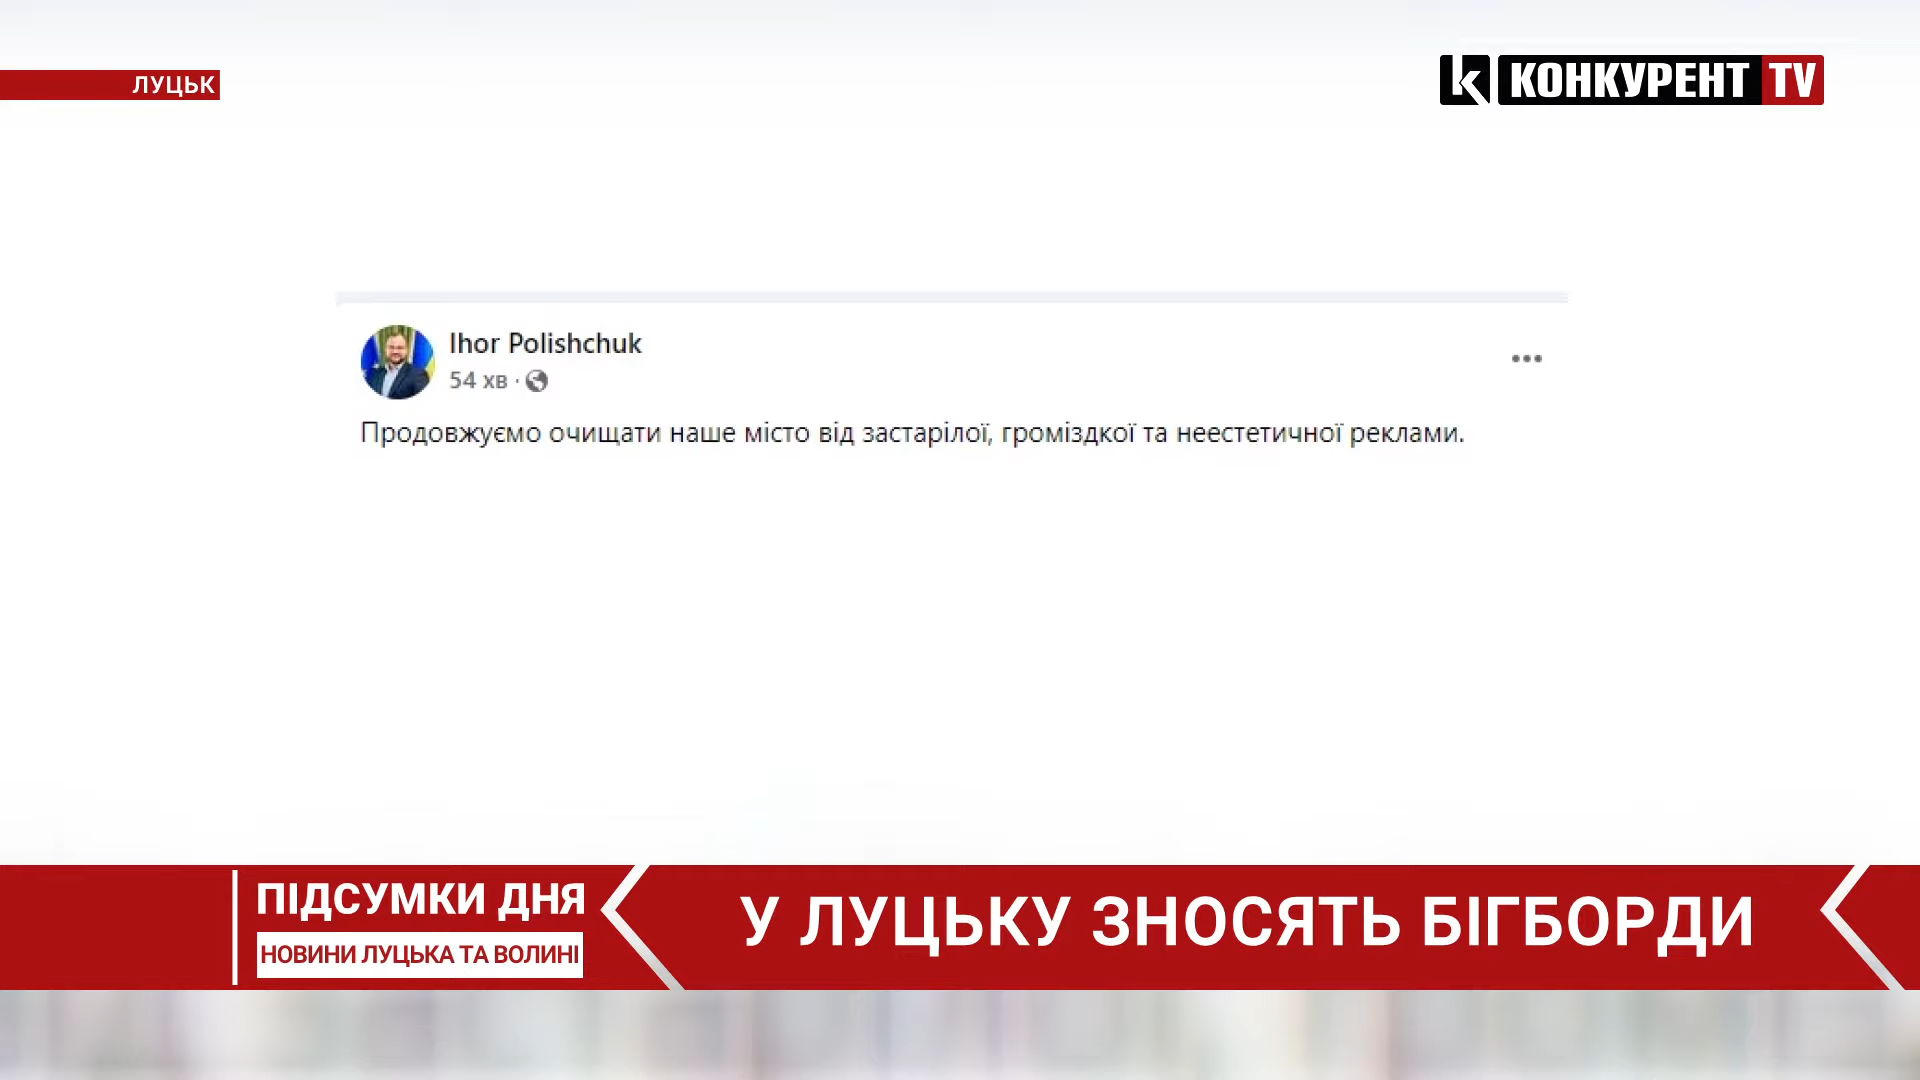 ЛУЦЬК
k КОНКУРЕНТ TV
Ihor Polishchuk
54 хв ·
Продовжуємо очищати наше місто від застарілої, громіздкої та неестетичної реклами.
ПІДСУМКИ ДНЯ
НОВИНИ ЛУЦЬКА ТА ВОЛИНІ
У ЛУЦЬКУ ЗНОСЯТЬ БІГБОРДИ